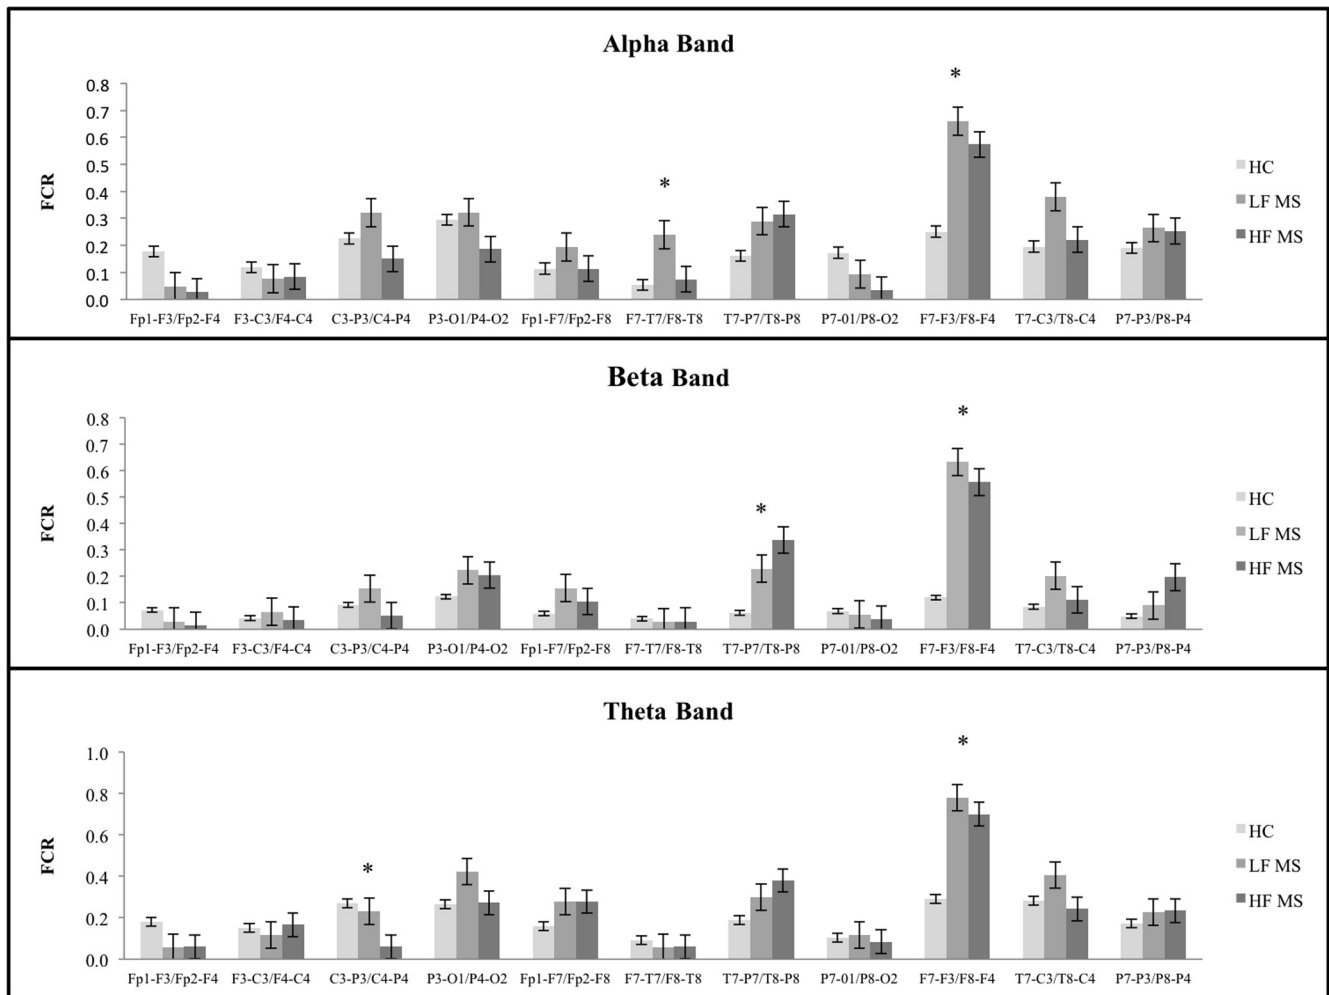 Alpha Band
*
*
0.8
0.7
0.6
0.5
0.4
0.3
0.2
0.1
0.0
FCR
HC
LF MS
HF MS
Fp1-F3/Fp2-F4 F3-C3/F4-C4 C3-P3/C4-P4 P3-O1/P4-O2 Fp1-F7/Fp2-F8 F7-T7/F8-T8 T7-P7/T8-P8 P7-01/P8-O2 F7-F3/F8-F4 T7-C3/T8-C4 P7-P3/P8-P4
Beta Band
*
*
0.8
0.7
0.6
0.5
0.4
0.3
0.2
0.1
0.0
FCR
HC
LF MS
HF MS
Fp1-F3/Fp2-F4 F3-C3/F4-C4 C3-P3/C4-P4 P3-O1/P4-O2 Fp1-F7/Fp2-F8 F7-T7/F8-T8 T7-P7/T8-P8 P7-01/P8-O2 F7-F3/F8-F4 T7-C3/T8-C4 P7-P3/P8-P4
Theta Band
*
*
1.0
0.8
0.6
0.4
0.2
0.0
FCR
HC
LF MS
HF MS
Fp1-F3/Fp2-F4 F3-C3/F4-C4 C3-P3/C4-P4 P3-O1/P4-O2 Fp1-F7/Fp2-F8 F7-T7/F8-T8 T7-P7/T8-P8 P7-01/P8-O2 F7-F3/F8-F4 T7-C3/T8-C4 P7-P3/P8-P4